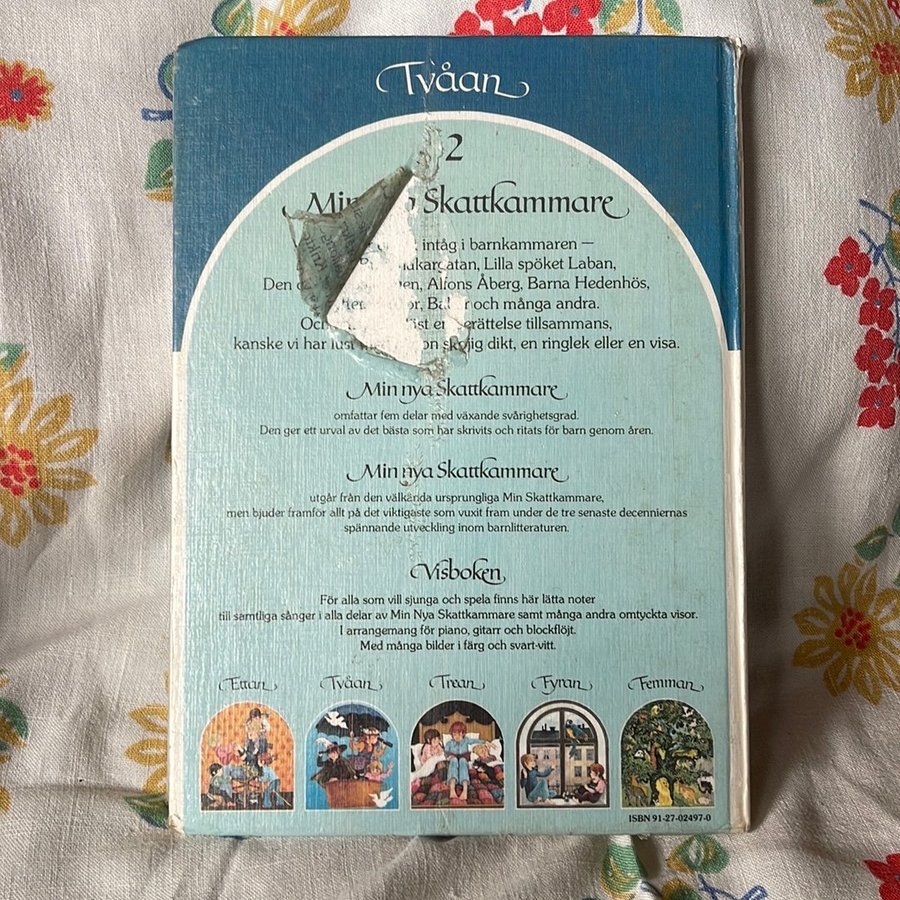 Tvåan
2
Min Skattkammare
intåg i barnkammaren —
Lilla spöket Laban,
Den Alfons Åberg, Barna Hedenhös,
och många andra.
berättelse tillsammans,
kanske vi har lust skojig dikt, en ringlek eller en visa.
Min nya Skattkammare
omfattar fem delar med växande svårighetsgrad.
Den ger ett urval av det bästa som har skrivits och ritats för barn genom åren.
Min nya Skattkammare
utgår från den välkända ursprungliga Min Skattkammare,
men bjuder framför allt på det viktigaste som vuxit fram under de tre senaste decenniernas
spännande utveckling inom barnlitteraturen.
Visboken
För alla som vill sjunga och spela finns här lätta noter
till samtliga sånger i alla delar av Min Nya Skattkammare samt många andra omtyckta visor.
I arrangemang för piano, gitarr och blockflöjt.
Med många bilder i färg och svart-vitt.
Ettan Tvåan Trean Fyran Femman
ISBN 91-27-02497-0